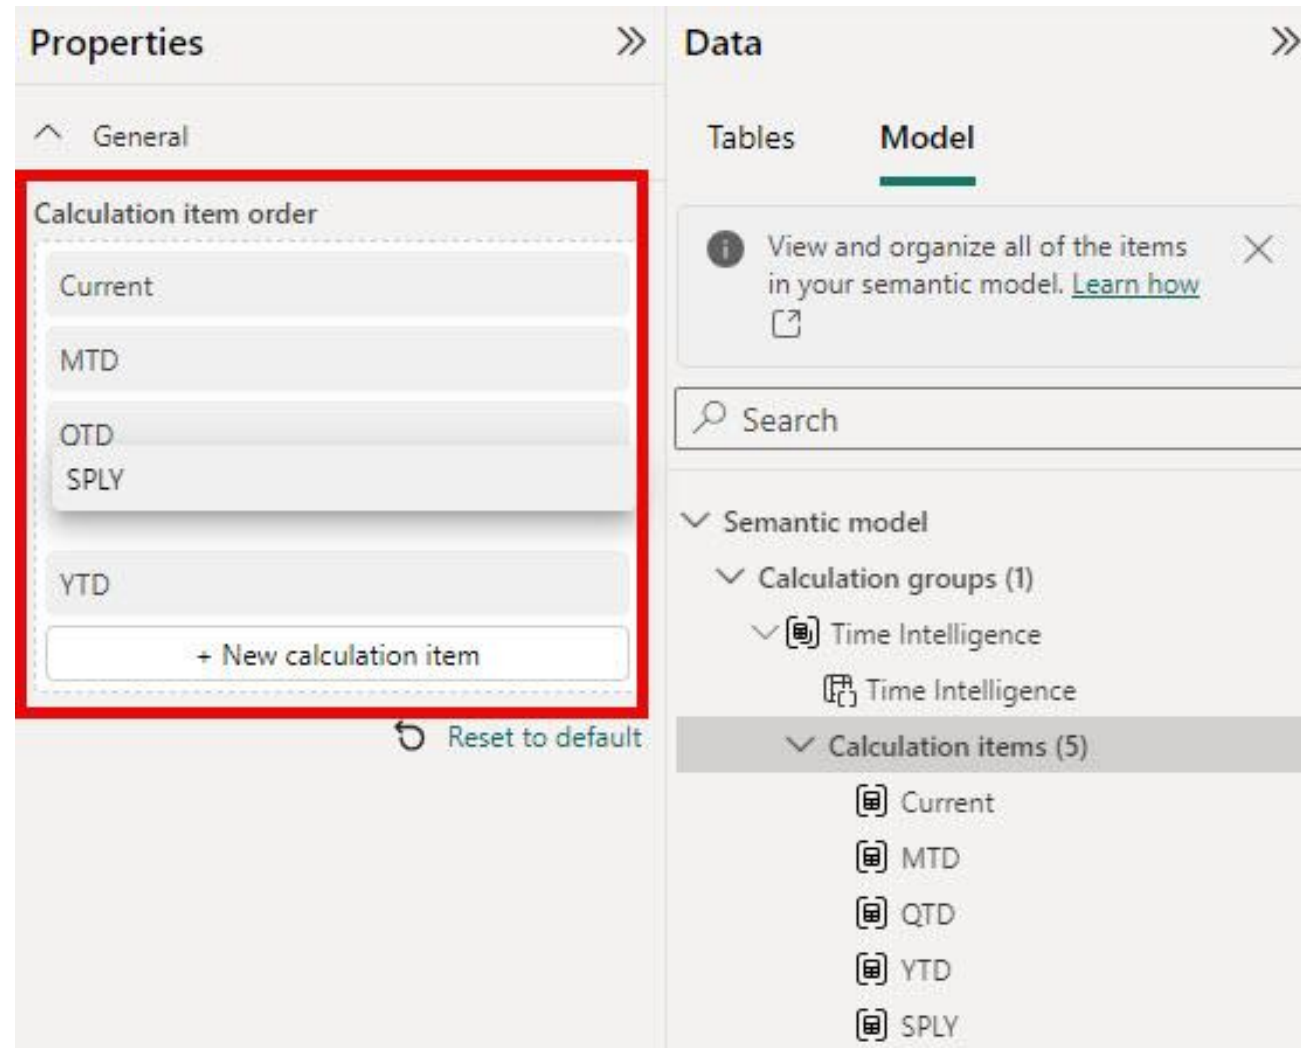 Properties
General
Calculation item order
Current
MTD
QTD
SPLY
YTD
+ New calculation item
Reset to default
Data
Tables
Model
View and organize all of the items
in your semantic model. Learn how
Search
Semantic model
Calculation groups (1)
Time Intelligence
Time Intelligence
Calculation items (5)
Current
MTD
QTD
YTD
SPLY